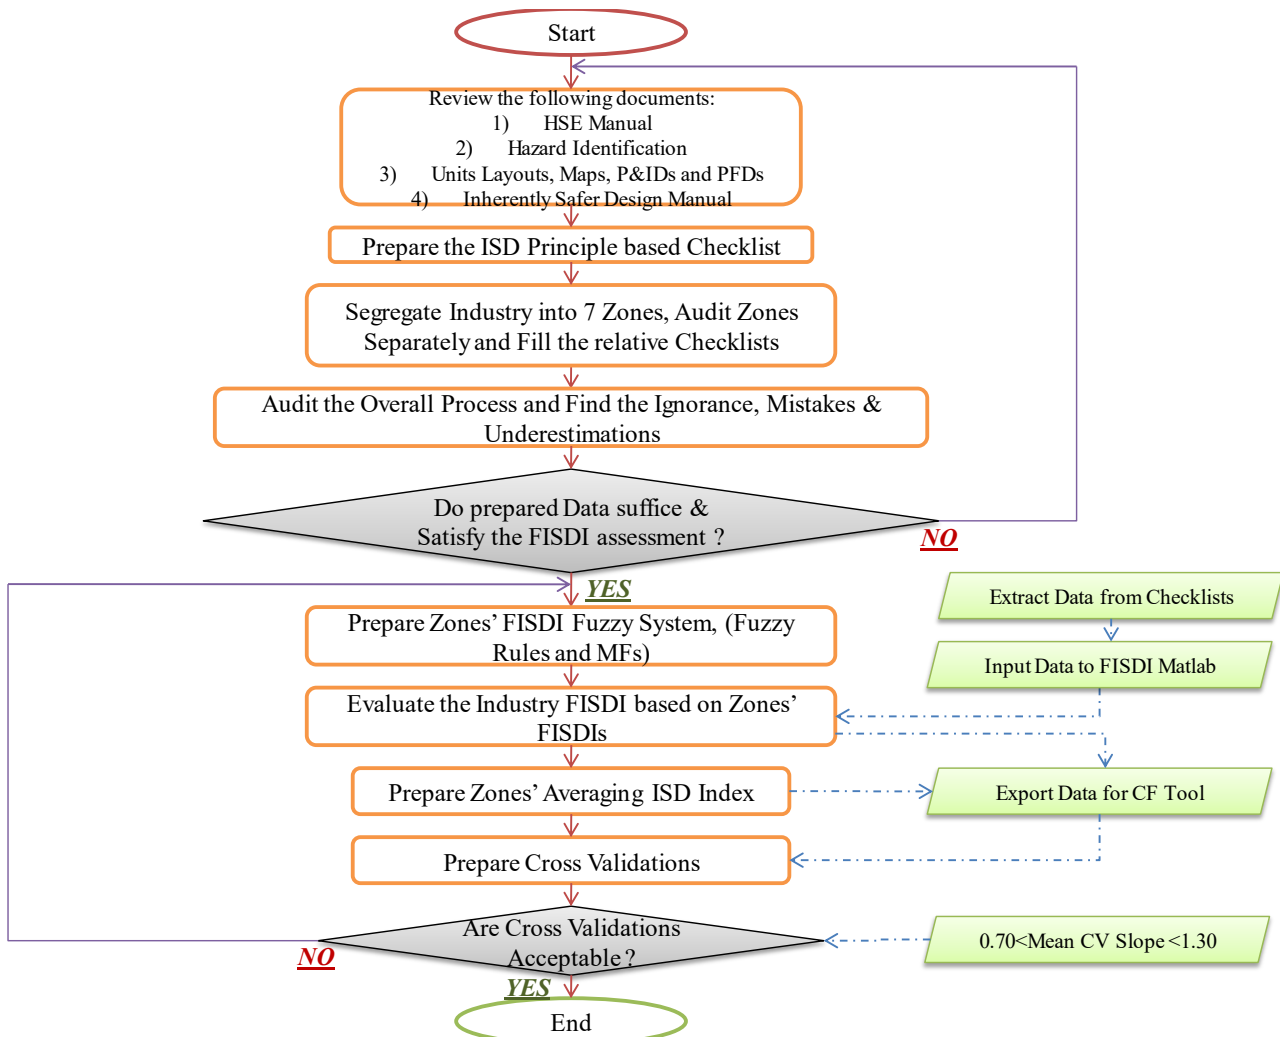 Start
Review the following documents:
1) HSE Manual
2) Hazard Identification
3) Units Layouts, Maps, P&IDs and PFDs
4) Inherently Safer Design Manual
Prepare the ISD Principle based Checklist
Segregate Industry into 7 Zones, Audit Zones
Separately and Fill the relative Checklists
Audit the Overall Process and Find the Ignorance, Mistakes &
Underestimations
Do prepared Data suffice &
Satisfy the FISDI assessment ?
NO
YES
Prepare Zones' FISDI Fuzzy System, (Fuzzy
Rules and MFs)
Extract Data from Checklists
Input Data to FISDI Matlab
Evaluate the Industry FISDI based on Zones'
FISDIs
Prepare Zones' Averaging ISD Index
Export Data for CF Tool
Prepare Cross Validations
Are Cross Validations
Acceptable ?
0.70<Mean CV Slope <1.30
NO
YES
End